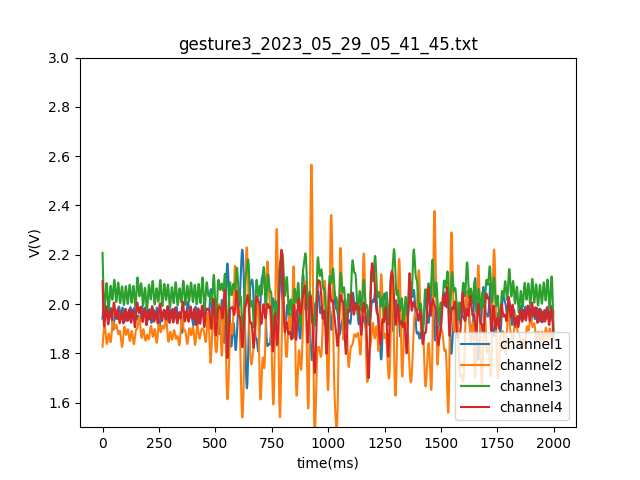 gesture3_2023_05_29_05_41_45.txt
3.0
2.8
2.6
2.4
2.2
2.0
1.8
1.6
V(V)
channel1
channel2
channel3
channel4
0 250 500 750 1000 1250 1500 1750 2000
time(ms)